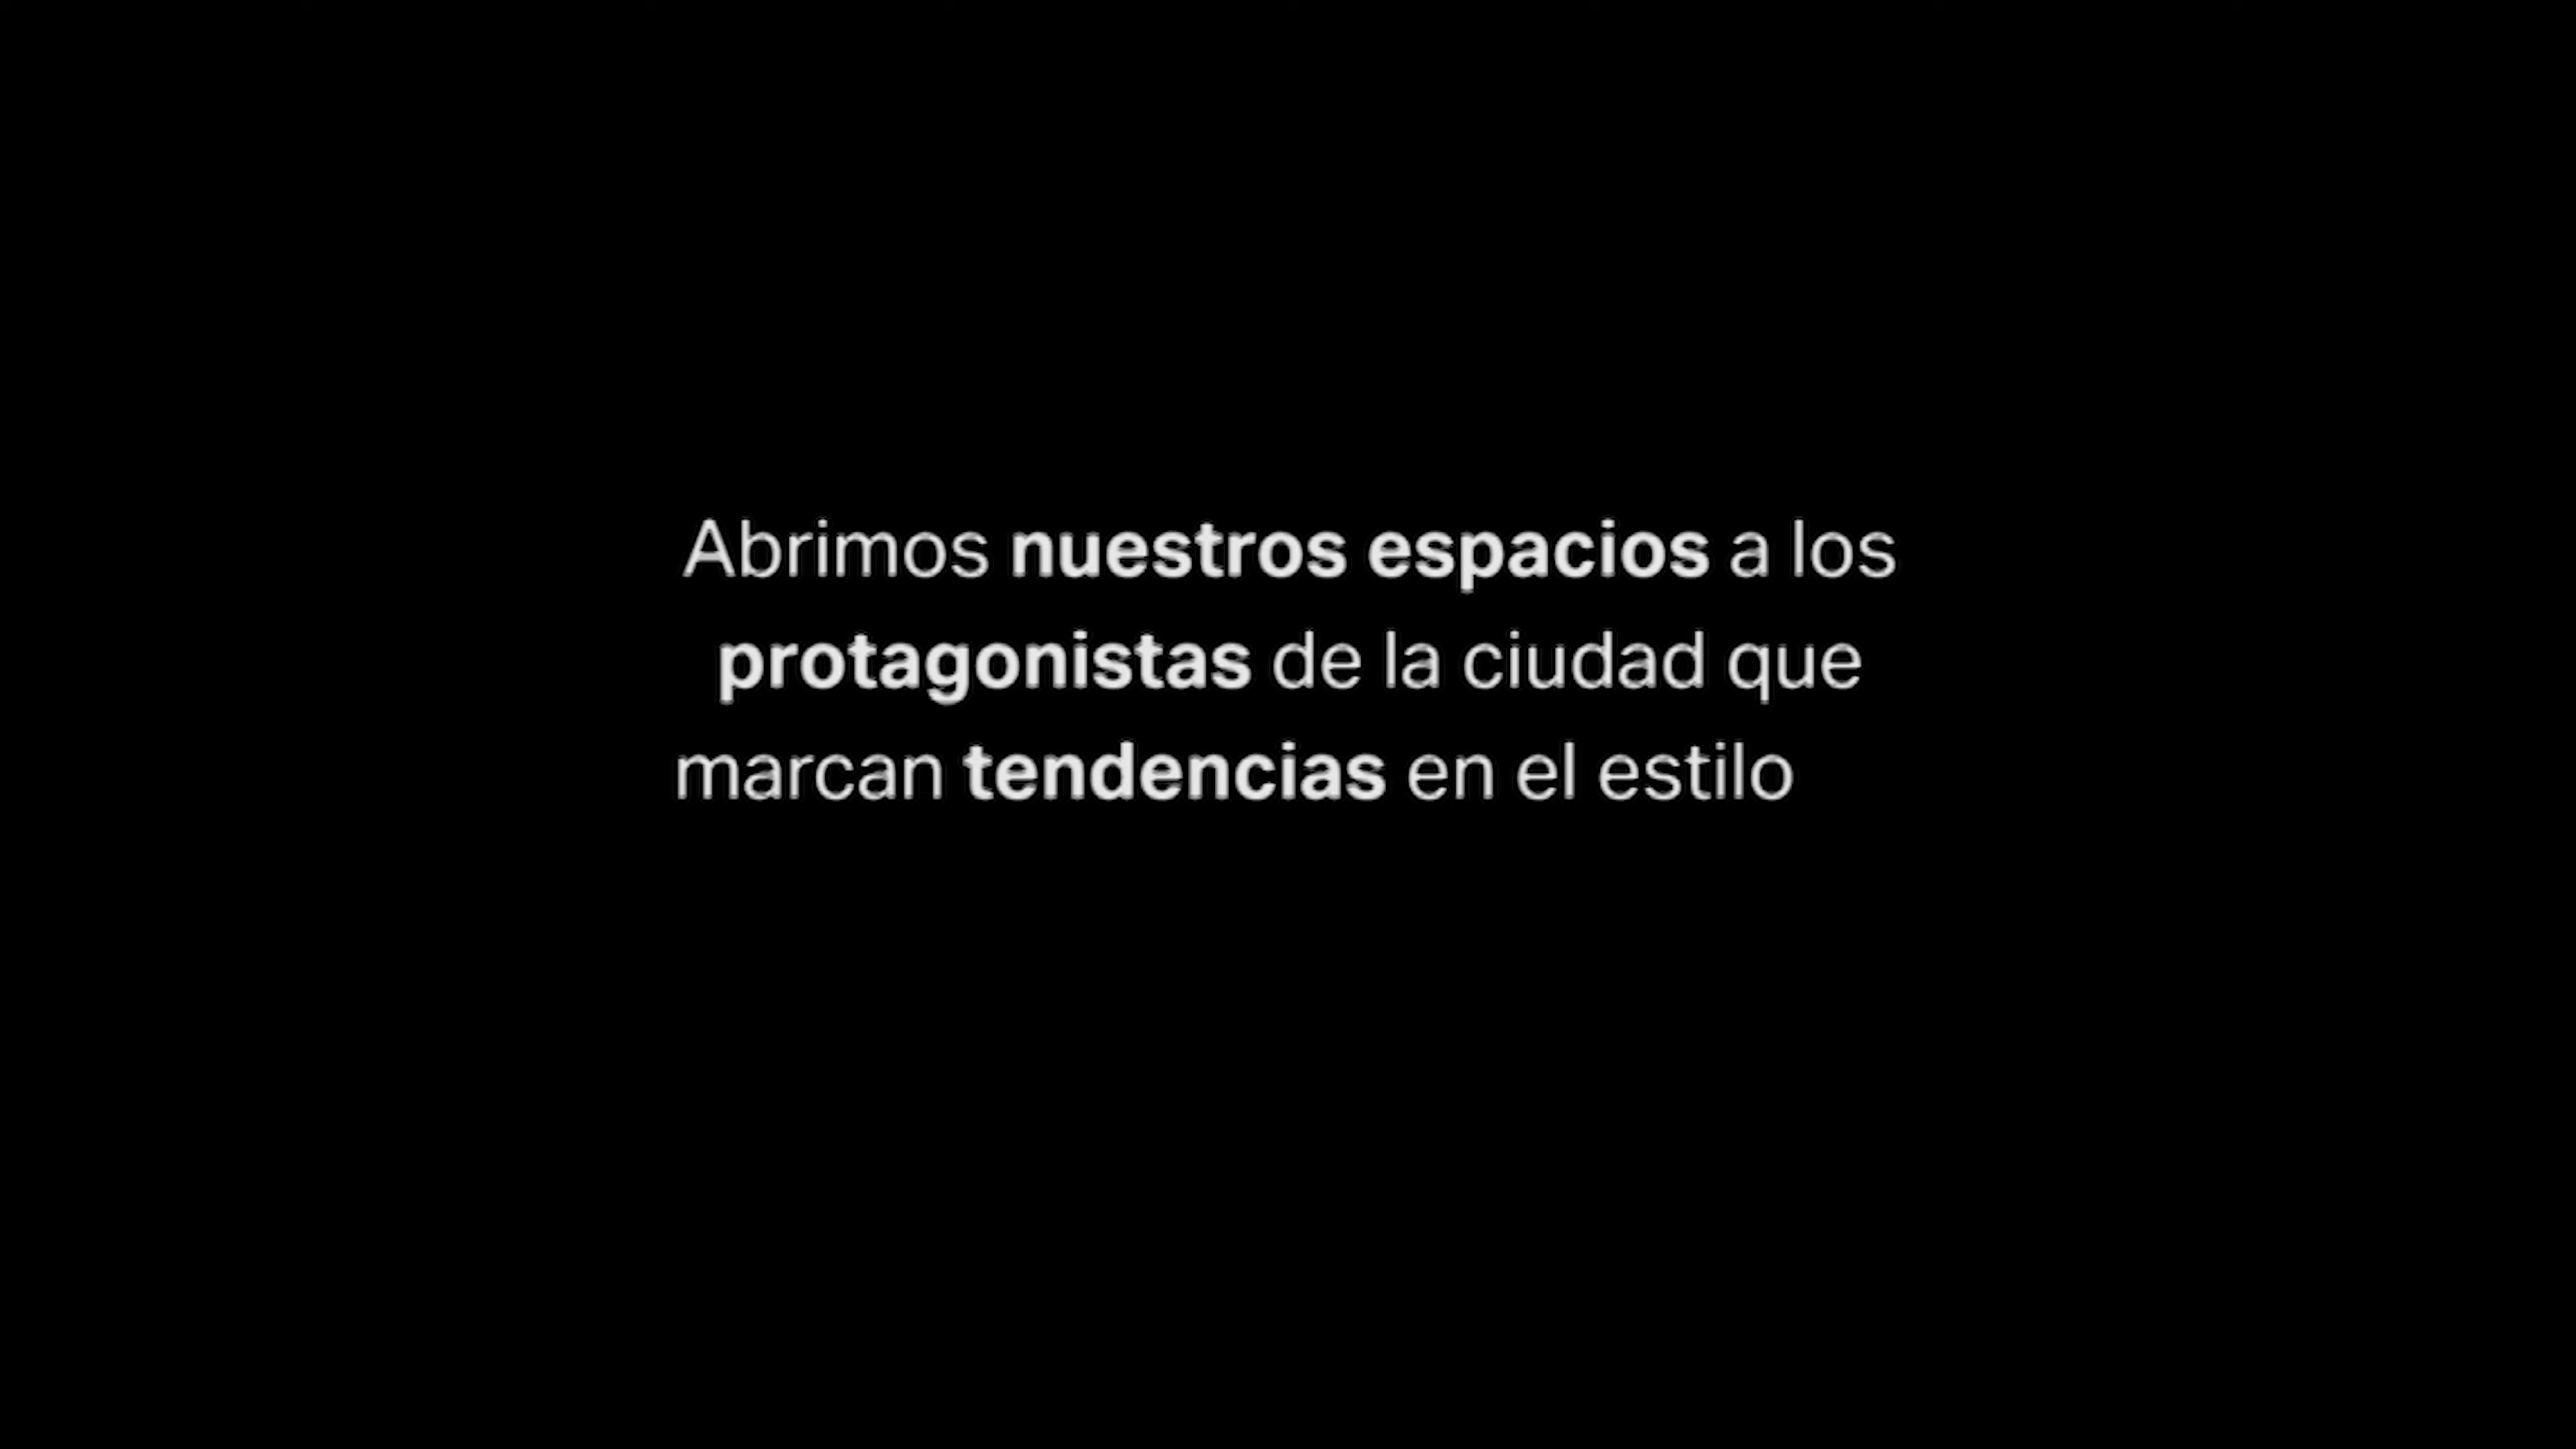 Abrimos nuestros espacios a los
protagonistas de la ciudad que
marcan tendencias en el estilo